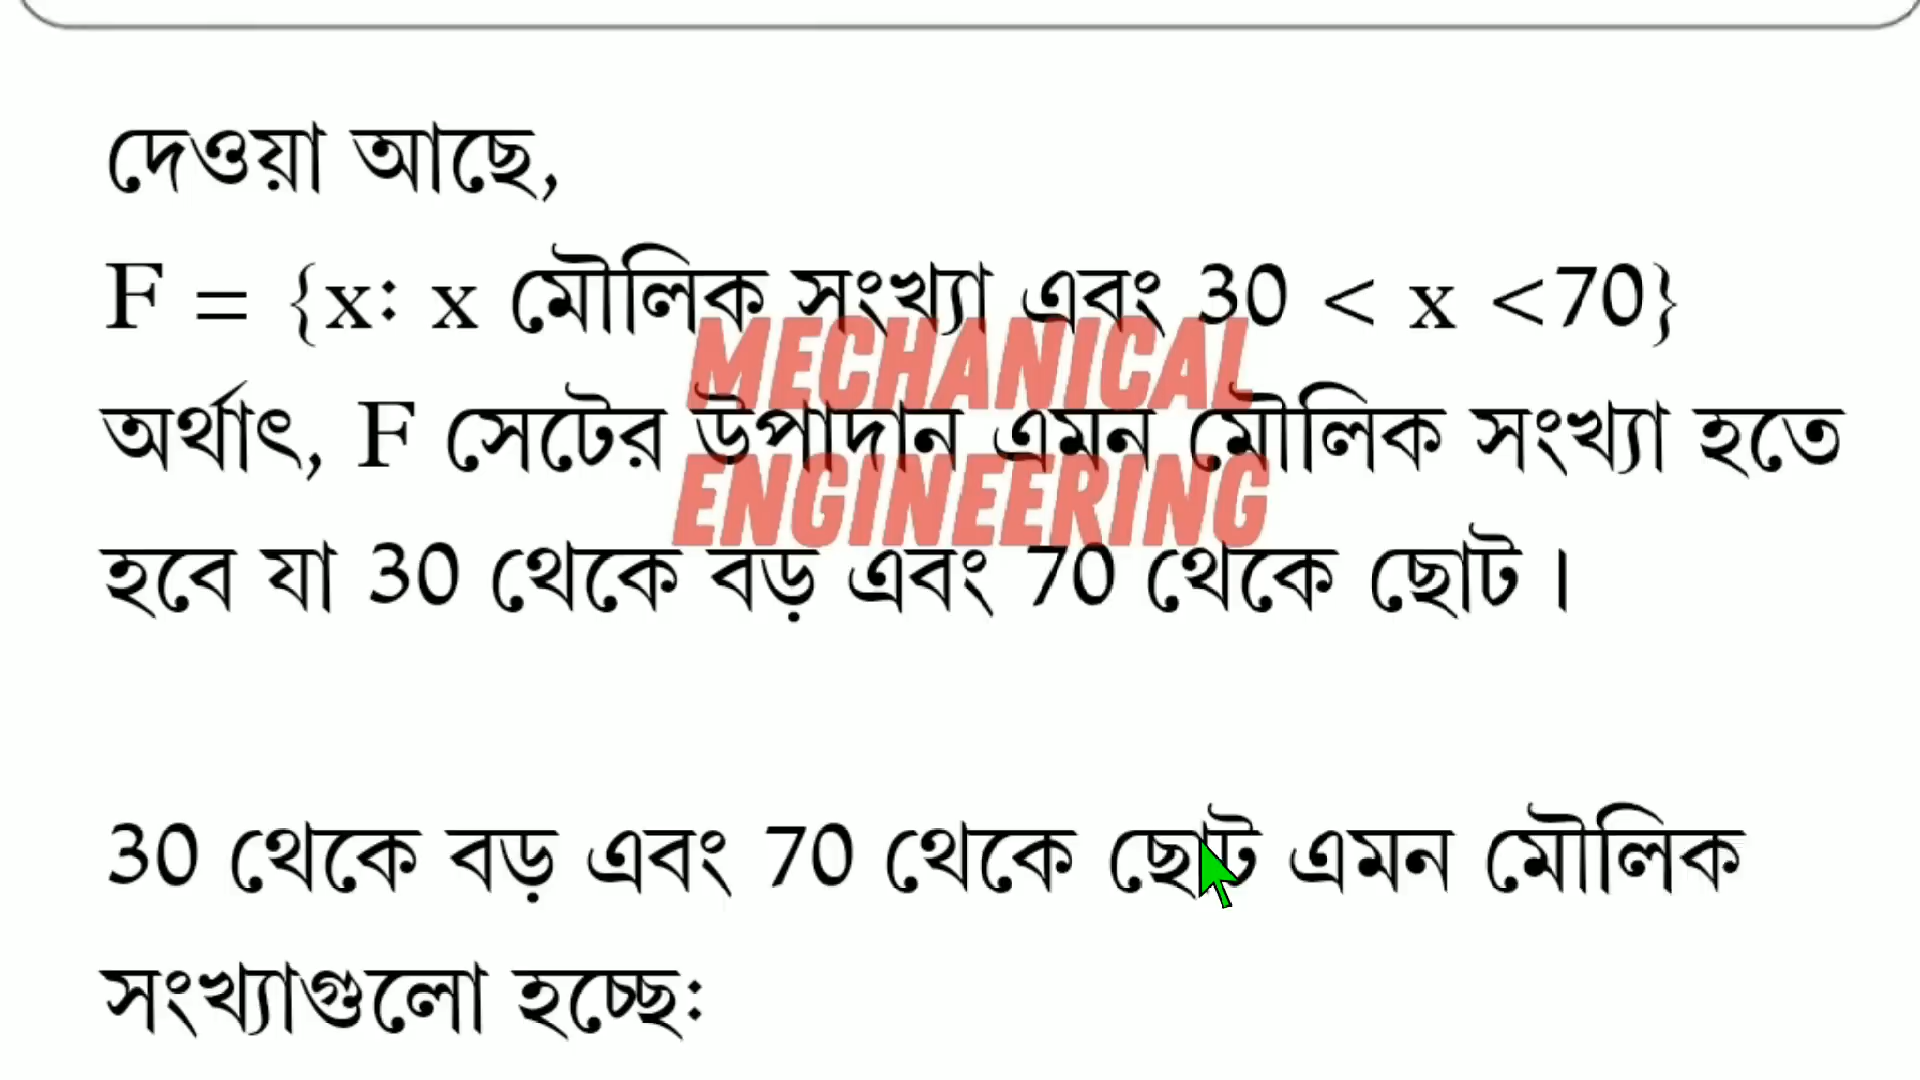 দেওয়া আছে,
F = {x: x মৌলিক সংখ্যা এবং 30 < x <70}
MECHANICAL
অর্থাৎ, F সেটের উপাদান এমন মৌলিক সংখ্যা হতে
ENGINEERING
হবে যা 30 থেকে বড় এবং 70 থেকে ছোট।
30 থেকে বড় এবং 70 থেকে ছোট এমন মৌলিক
সংখ্যাগুলো হচ্ছেঃ